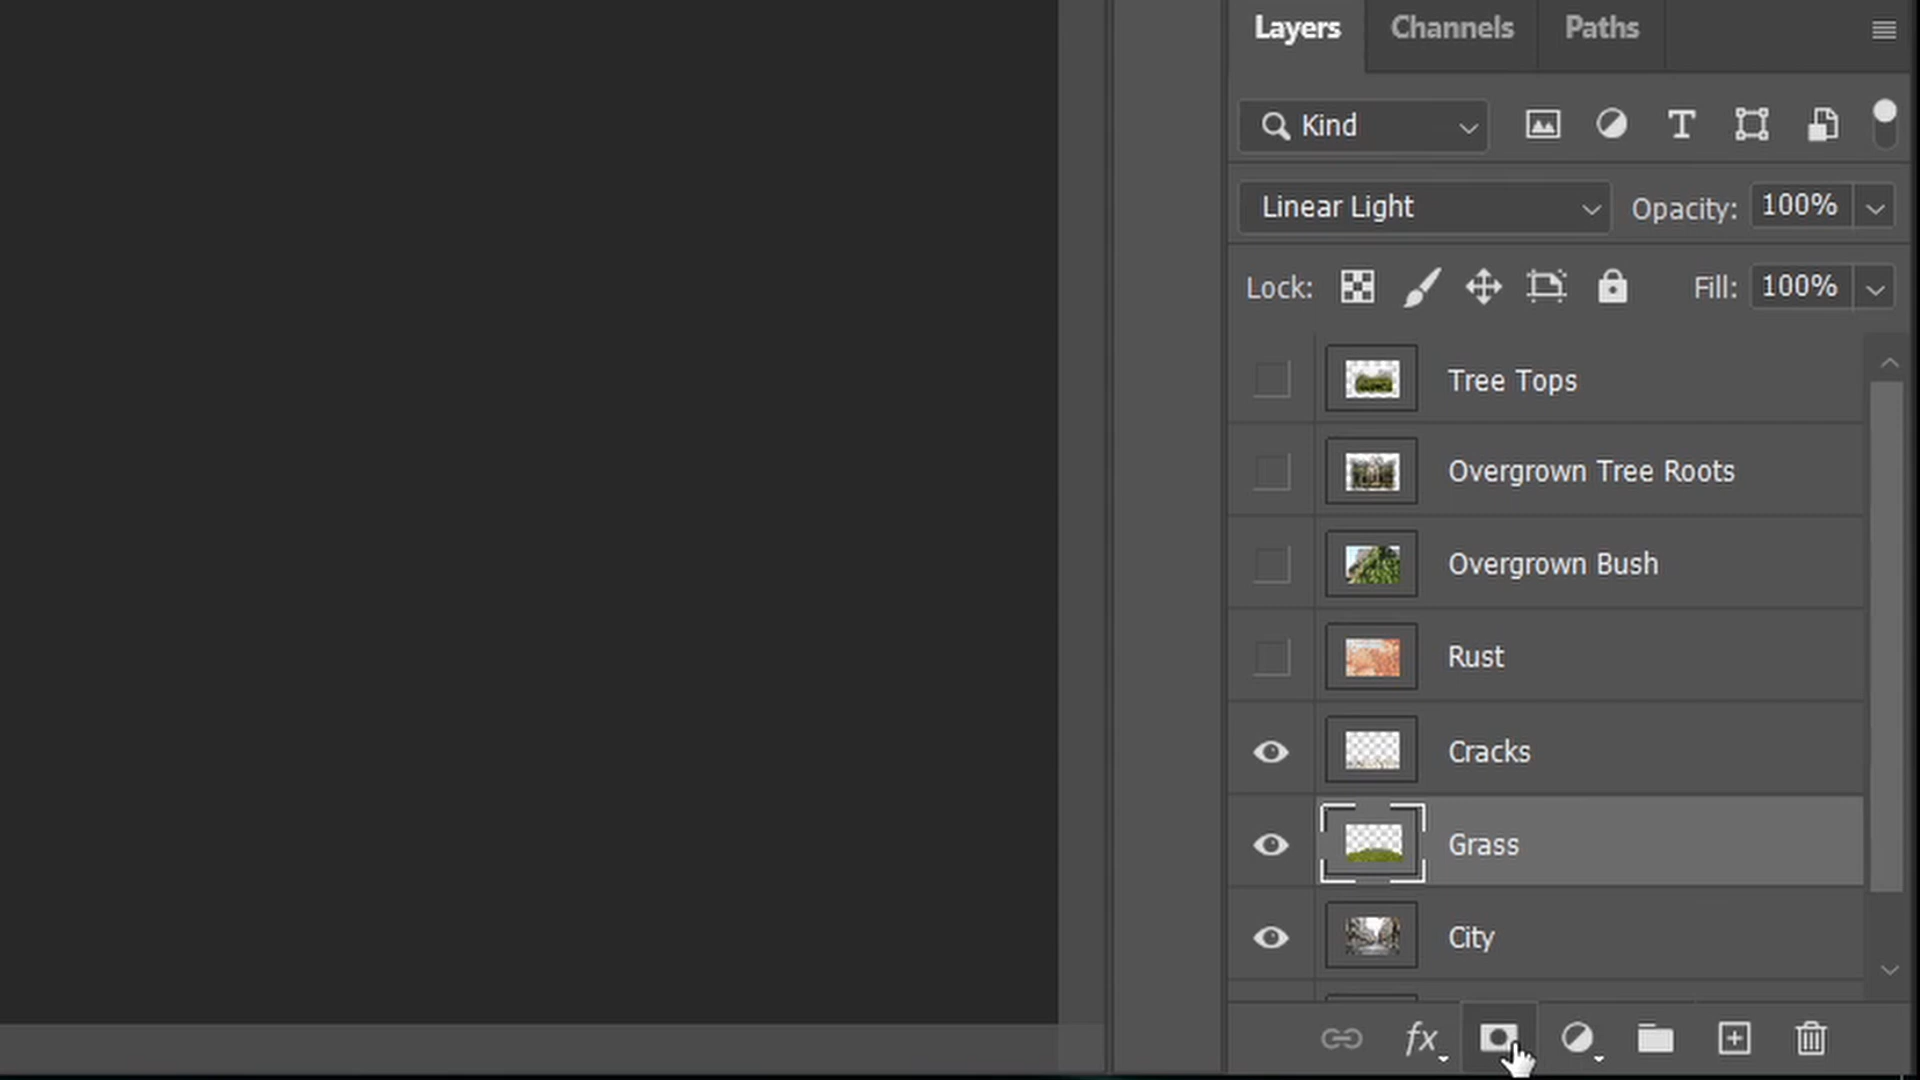 Layers Channels Paths
Kind
Linear Light Opacity: 100%
Lock: Fill: 100%
Tree Tops
Overgrown Tree Roots
Overgrown Bush
Rust
Cracks
Grass
City
fx